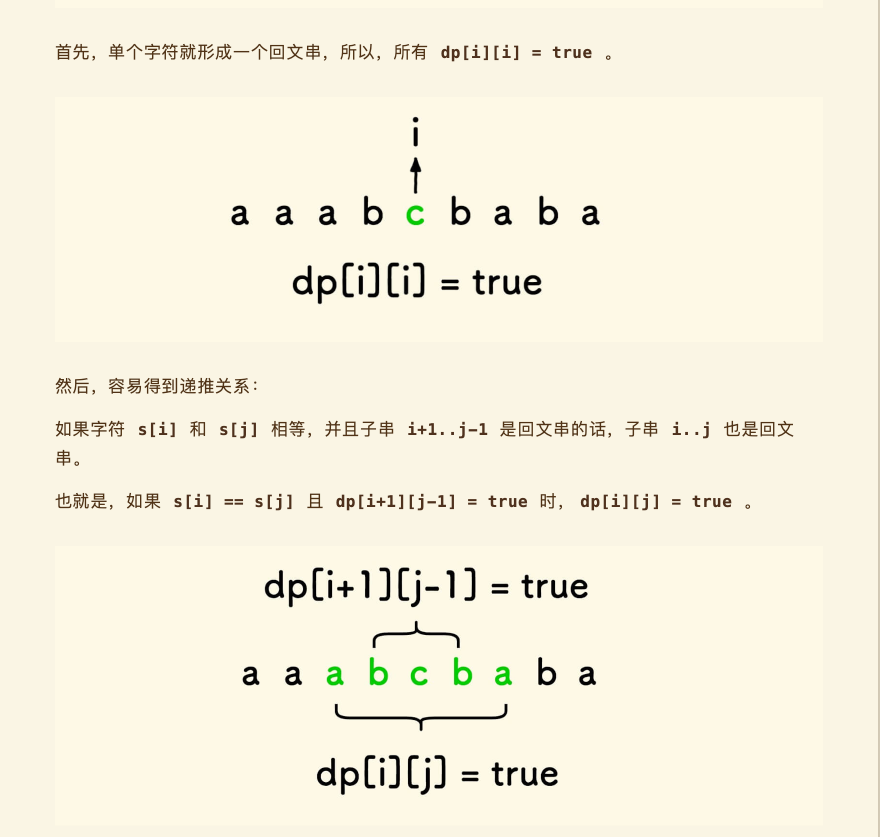 首先，单个字符就形成一个回文串，所以，所有 dp[i][i] = true 。
i
a a a b c b a b a
dp[i][i] = true
然后，容易得到递推关系：
如果字符 s[i] 和 s[j] 相等，并且子串 i+1..j-1 是回文串的话，子串 i..j 也是回文
串。
也就是，如果 s[i] == s[j] 且 dp[i+1][j-1] = true 时， dp[i][j] = true 。
dp[i+1][j-1] = true
a a a b c b a b a
dp[i][j] = true